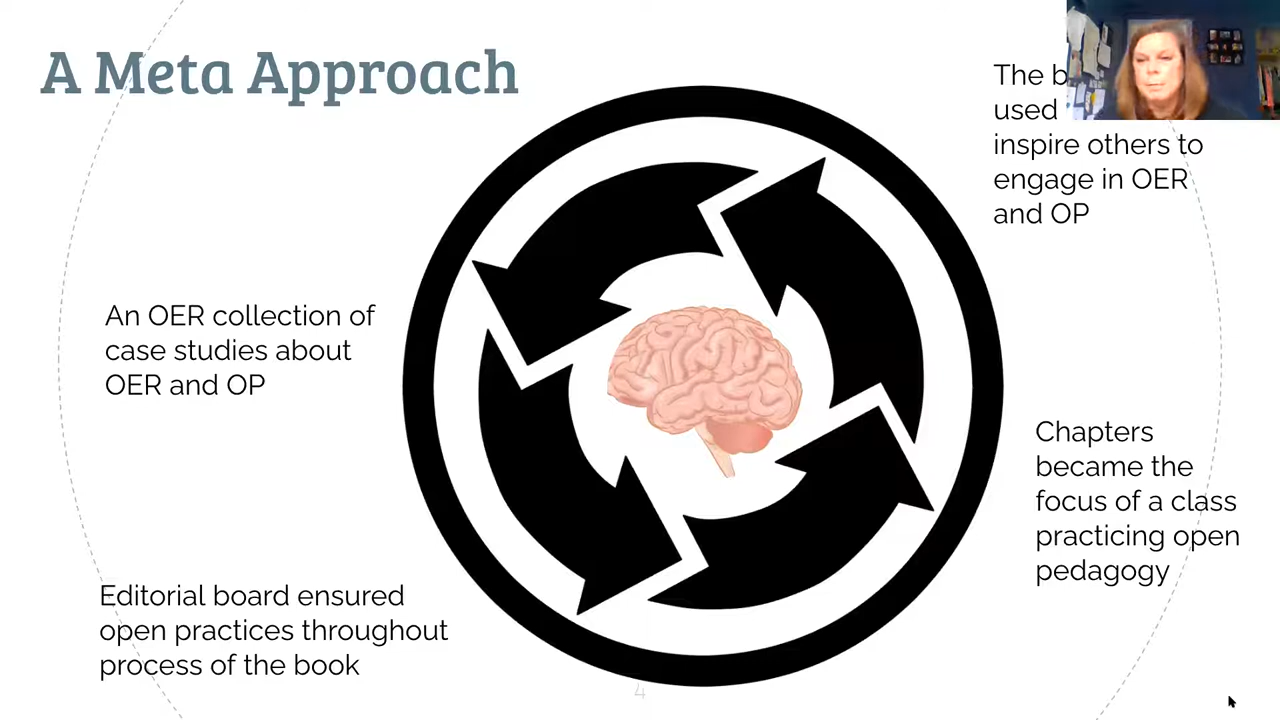 A Meta Approach
The
used
inspire others to
engage in OER
and OP
An OER collection of
case studies about
OER and OP
Chapters
became the
focus of a class
practicing open
pedagogy
Editorial board ensured
open practices throughout
process of the book
4